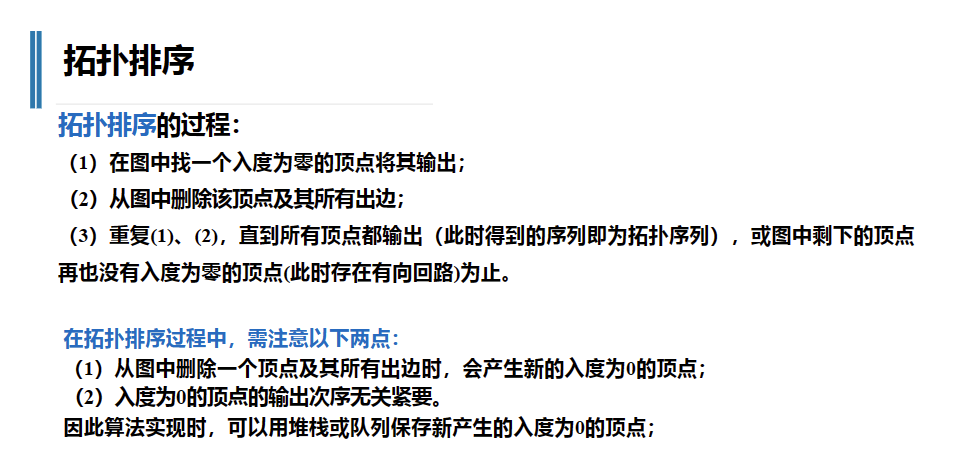 拓扑排序
拓扑排序的过程：
（1）在图中找一个入度为零的顶点将其输出；
（2）从图中删除该顶点及其所有出边；
（3）重复(1)、(2)，直到所有顶点都输出（此时得到的序列即为拓扑序列），或图中剩下的顶点
再也没有入度为零的顶点(此时存在有向回路)为止。
在拓扑排序过程中，需注意以下两点：
（1）从图中删除一个顶点及其所有出边时，会产生新的入度为0的顶点；
（2）入度为0的顶点的输出次序无关紧要。
因此算法实现时，可以用堆栈或队列保存新产生的入度为0的顶点；